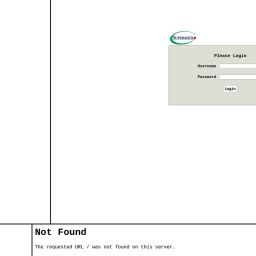 SUPERMICRO
Please Login
Username
Password
Login
Not Found
The requested URL / was not found on this server.